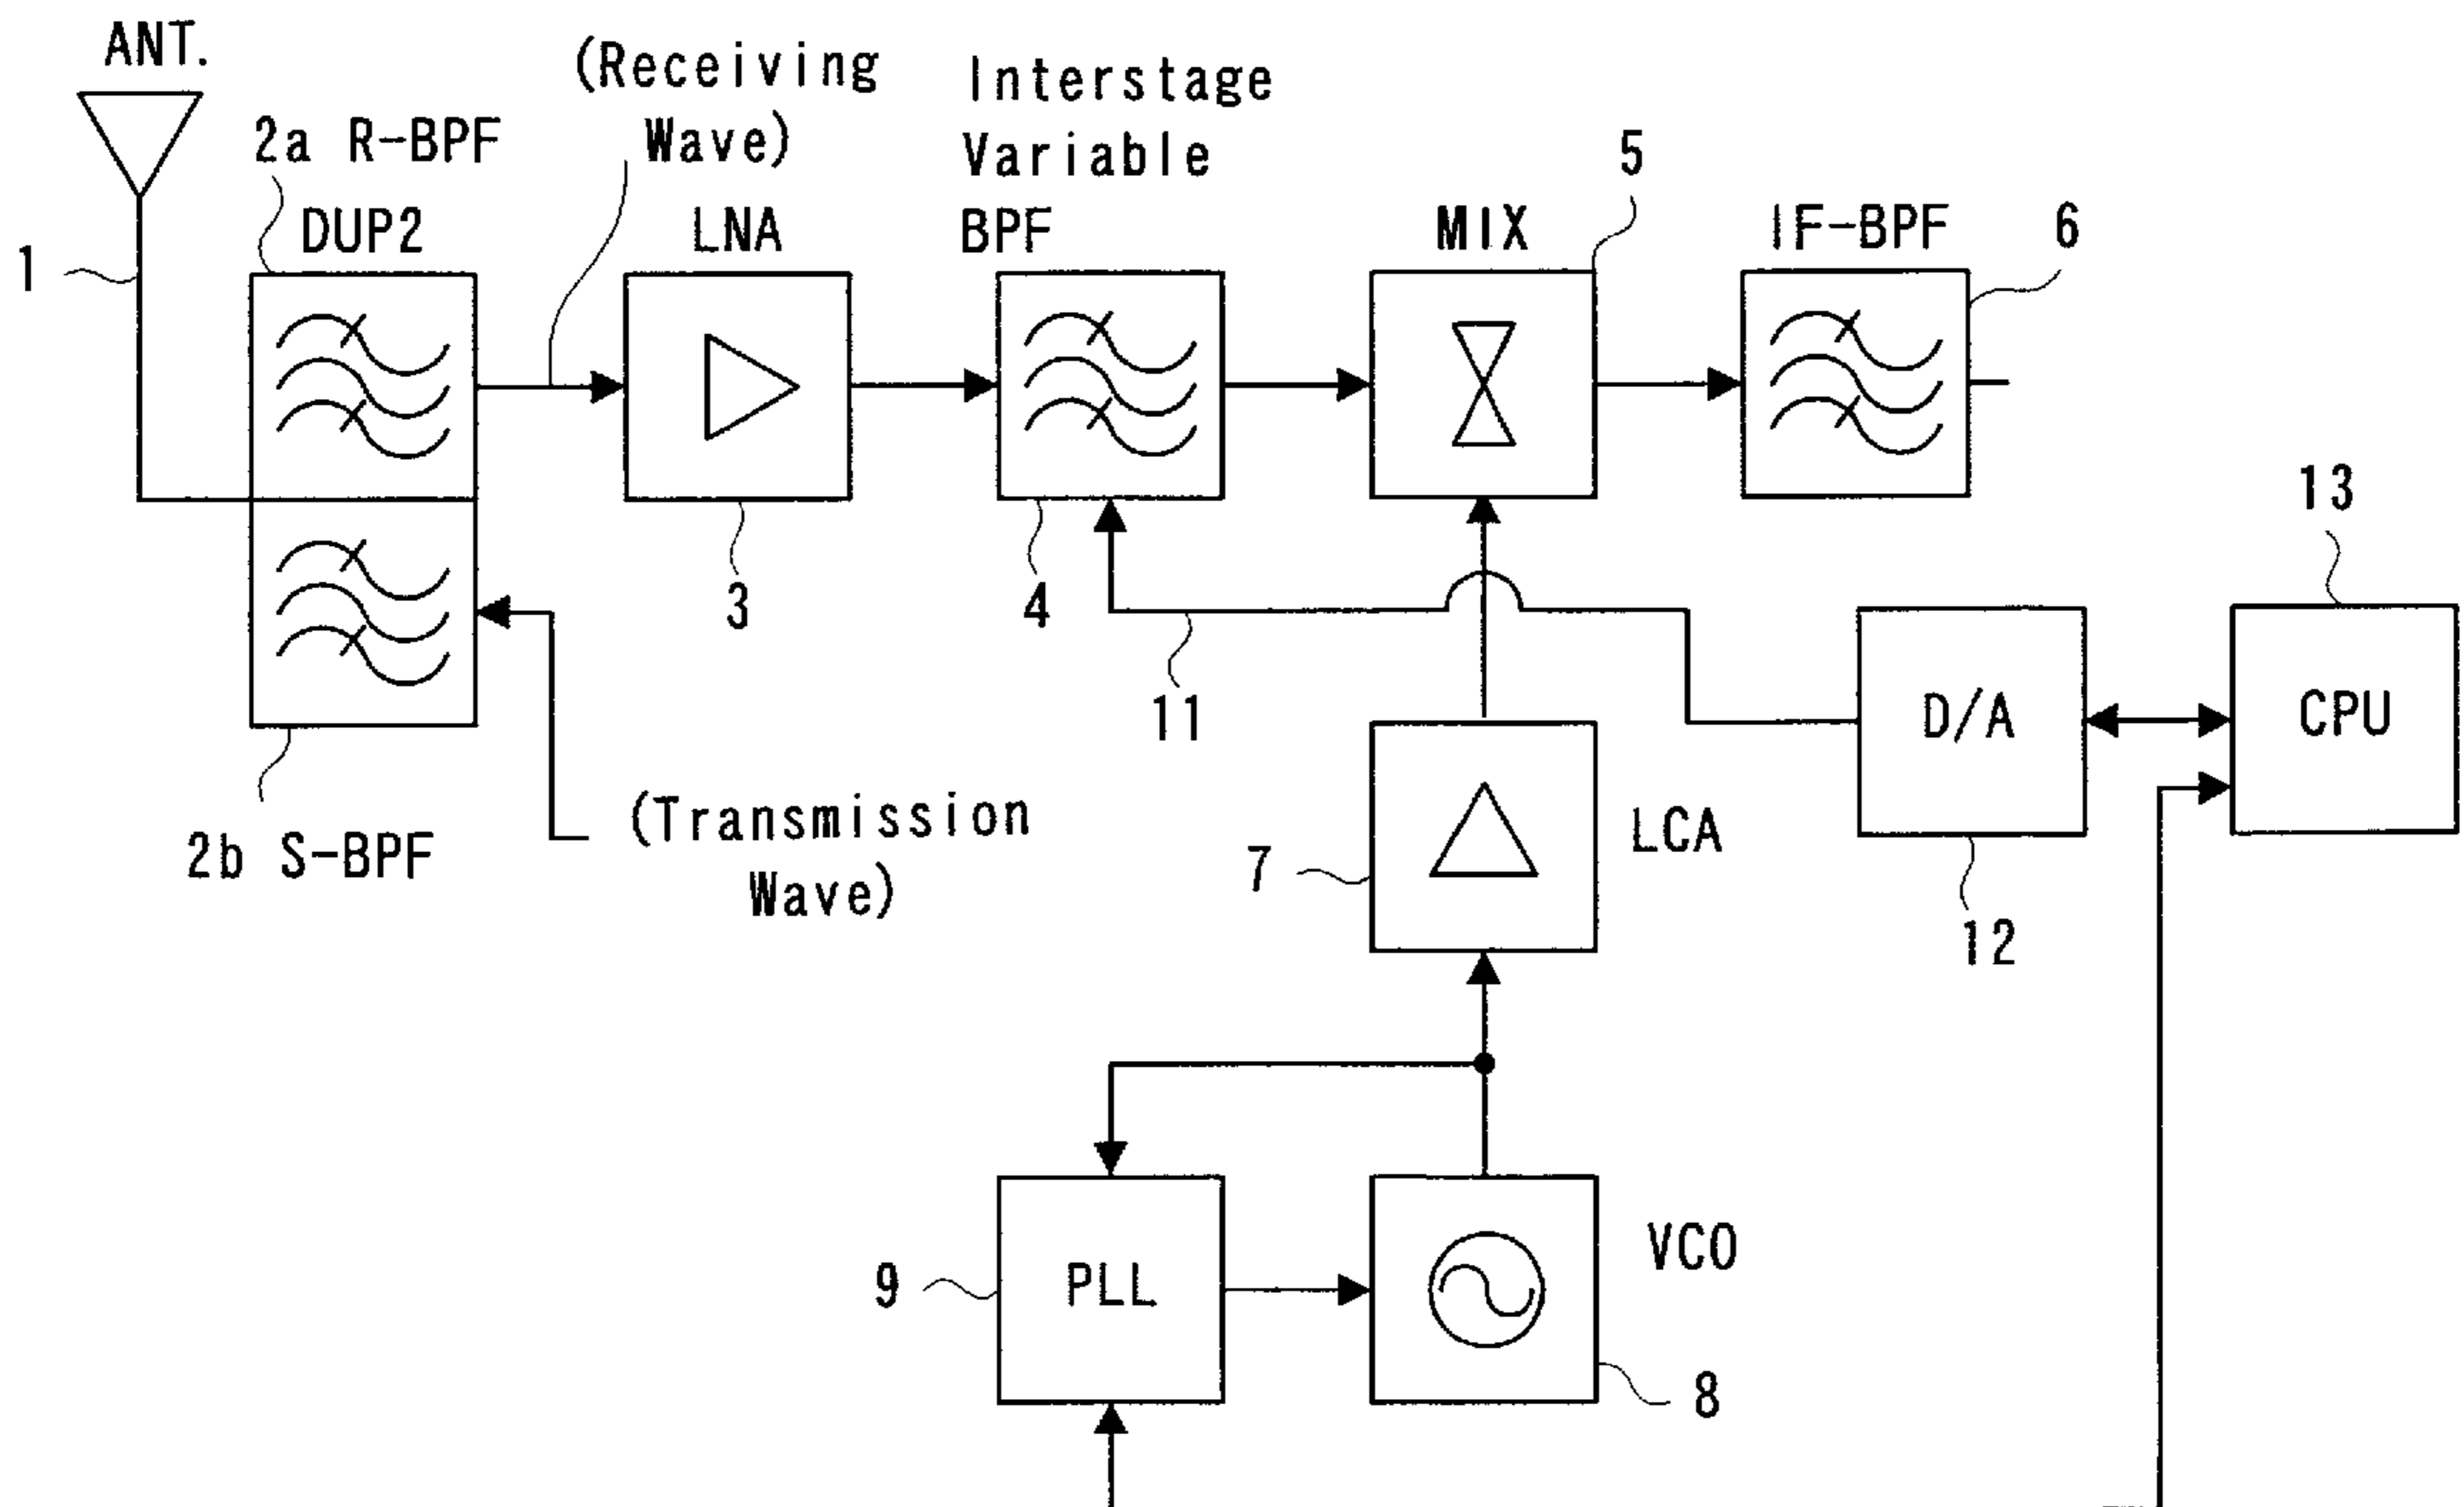 ANT.
(Receiving
Wave)
Interstage
Variable
BPF
2a R-BPF
DUP2
LNA
MIX
5
IF-BPF
6
1
3
4
11
13
D/A
CPU
12
2b S-BPF
(Transmission
Wave)
7
LCA
9
PLL
VCO
8